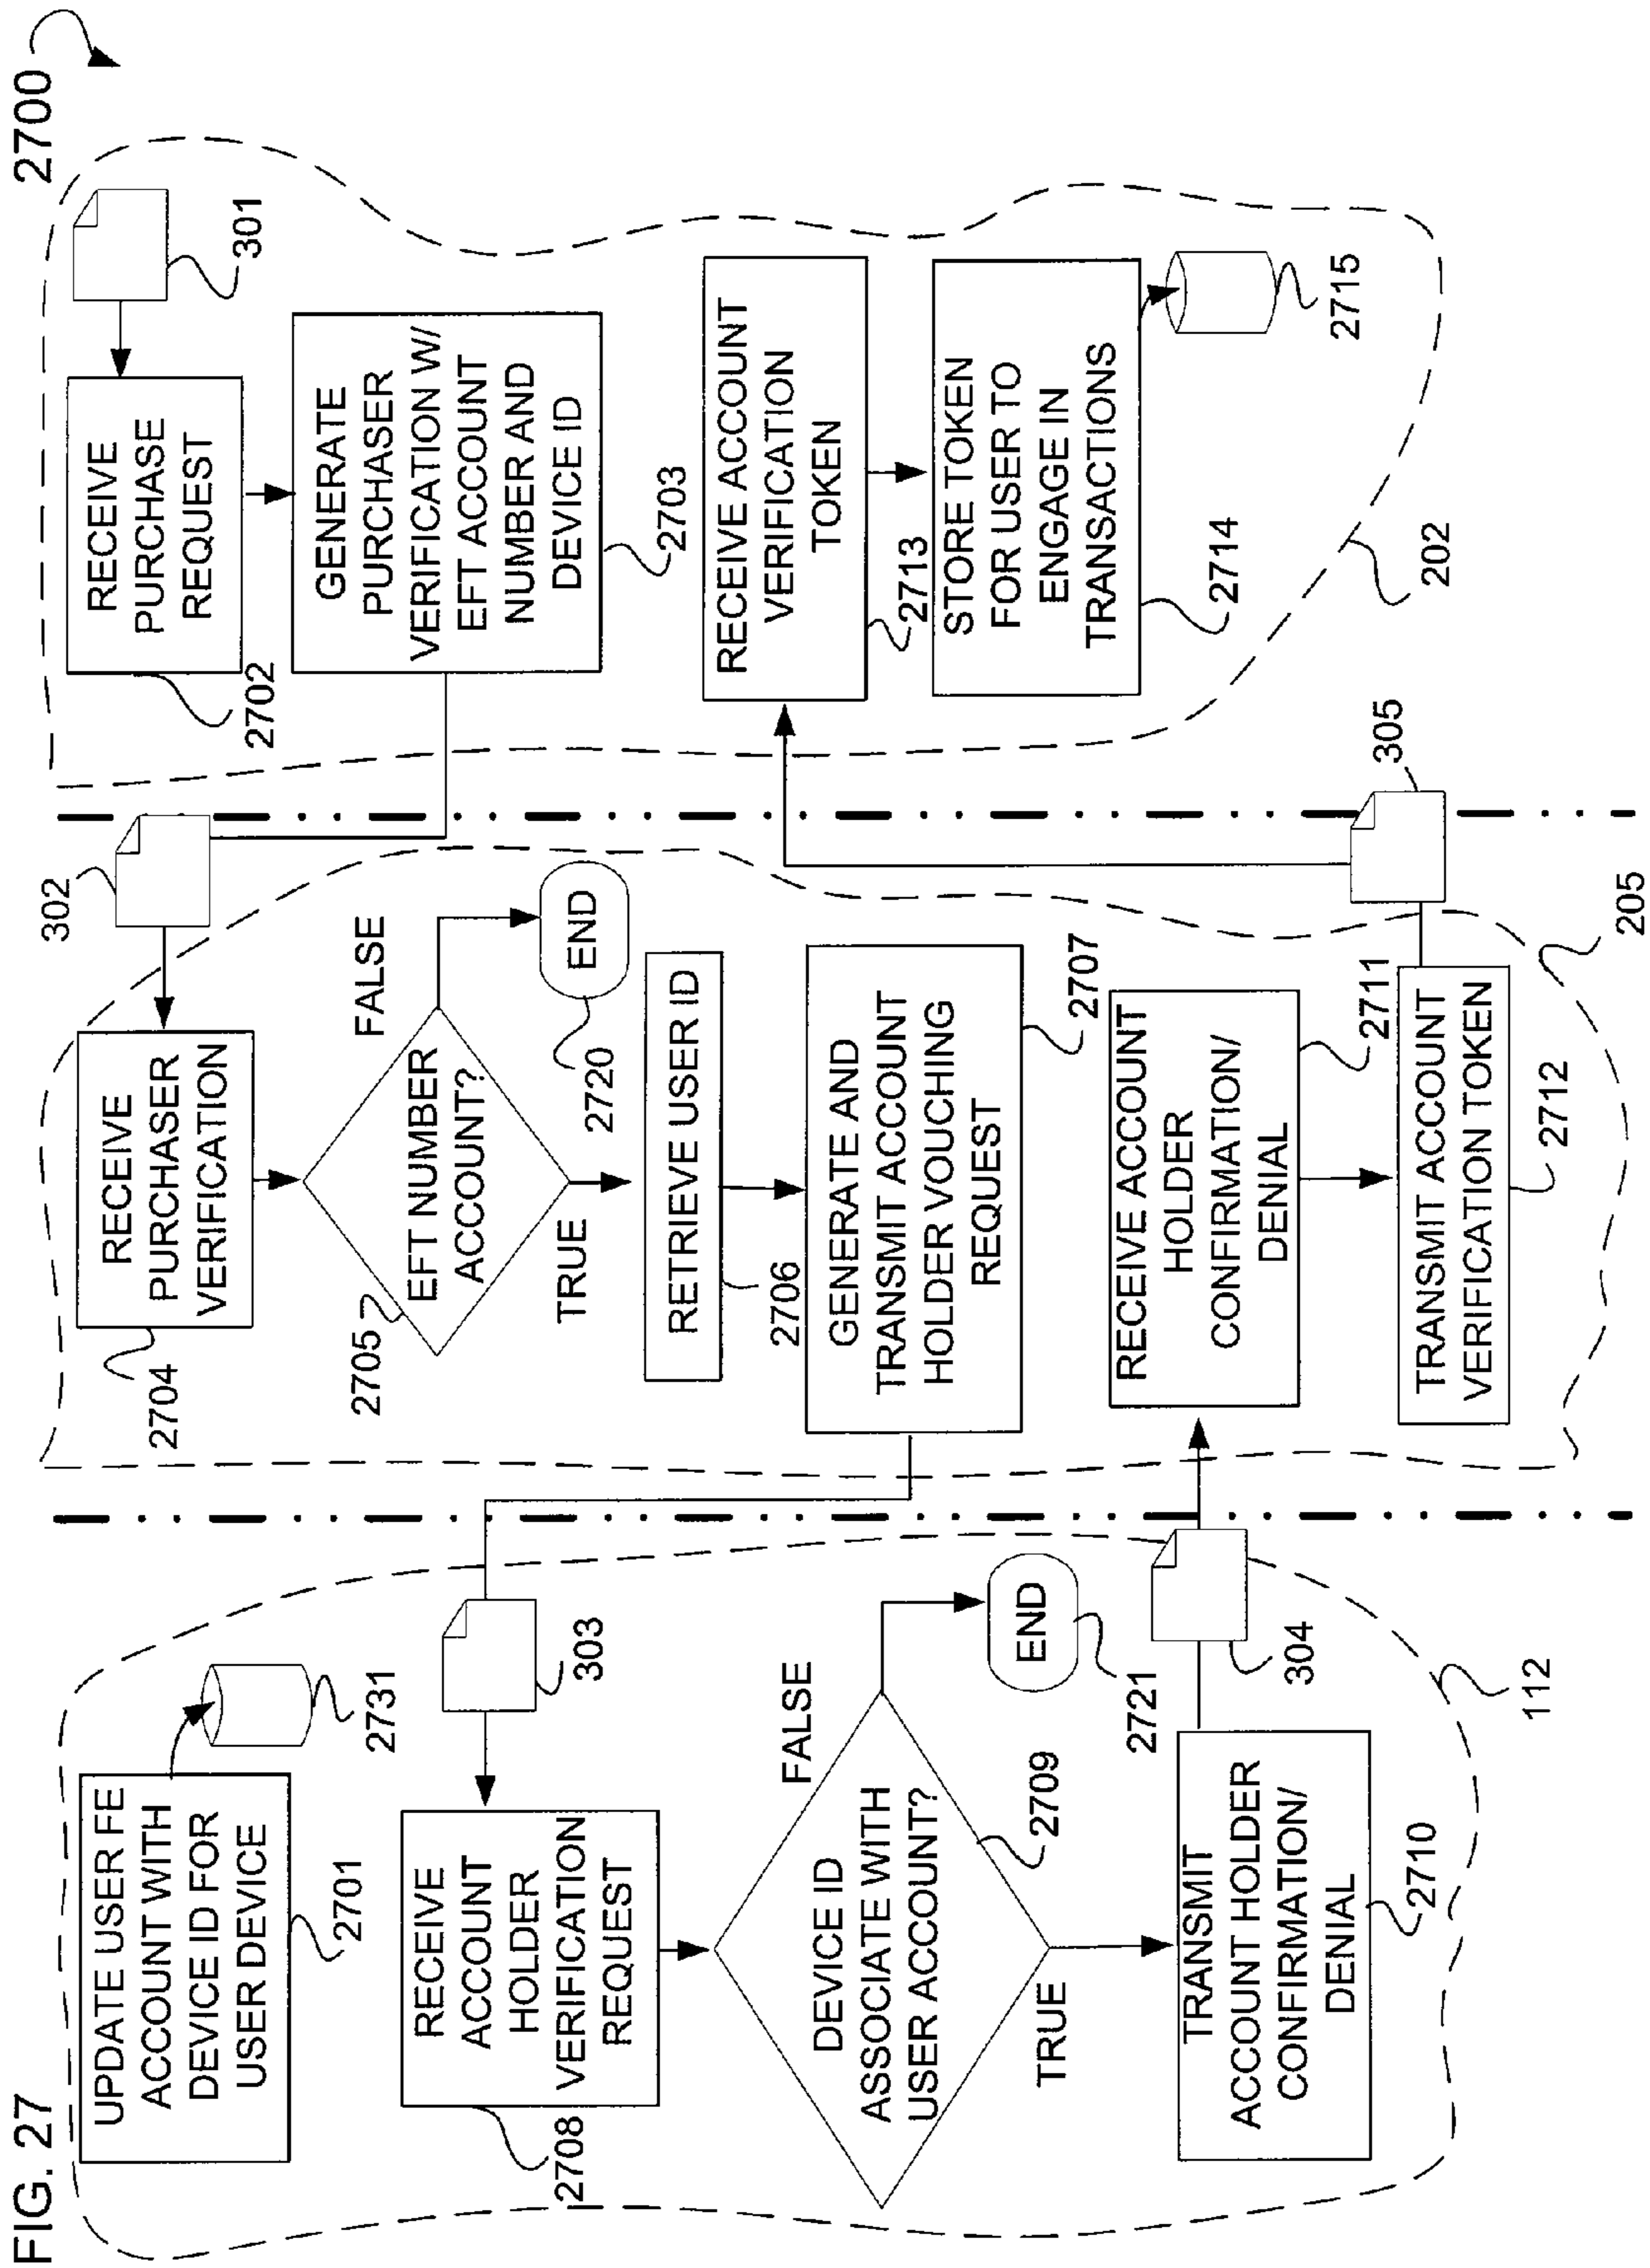 FIG. 27
2700
UPDATE USER FE
ACCOUNT WITH
DEVICE ID FOR
USER DEVICE
2701
2731
303
RECEIVE
ACCOUNT
HOLDER
VERIFICATION
REQUEST
2708
DEVICE ID
ASSOCIATE WITH
USER ACCOUNT?
2709
FALSE
END
2721
TRUE
TRANSMIT
ACCOUNT HOLDER
CONFIRMATION/
DENIAL
2710
304
112
302
RECEIVE
PURCHASER
VERIFICATION
2704
EFT NUMBER
ACCOUNT?
2705
FALSE
END
2720
TRUE
RETRIEVE USER ID
2706
GENERATE AND
TRANSMIT ACCOUNT
HOLDER VOUCHING
REQUEST
2707
RECEIVE ACCOUNT
HOLDER
CONFIRMATION/
DENIAL
2711
TRANSMIT ACCOUNT
VERIFICATION TOKEN
2712
205
305
301
RECEIVE
PURCHASE
REQUEST
2702
GENERATE
PURCHASER
VERIFICATION W/
EFT ACCOUNT
NUMBER AND
DEVICE ID
2703
RECEIVE ACCOUNT
VERIFICATION
TOKEN
2713
STORE TOKEN
FOR USER TO
ENGAGE IN
TRANSACTIONS
2714
2715
202